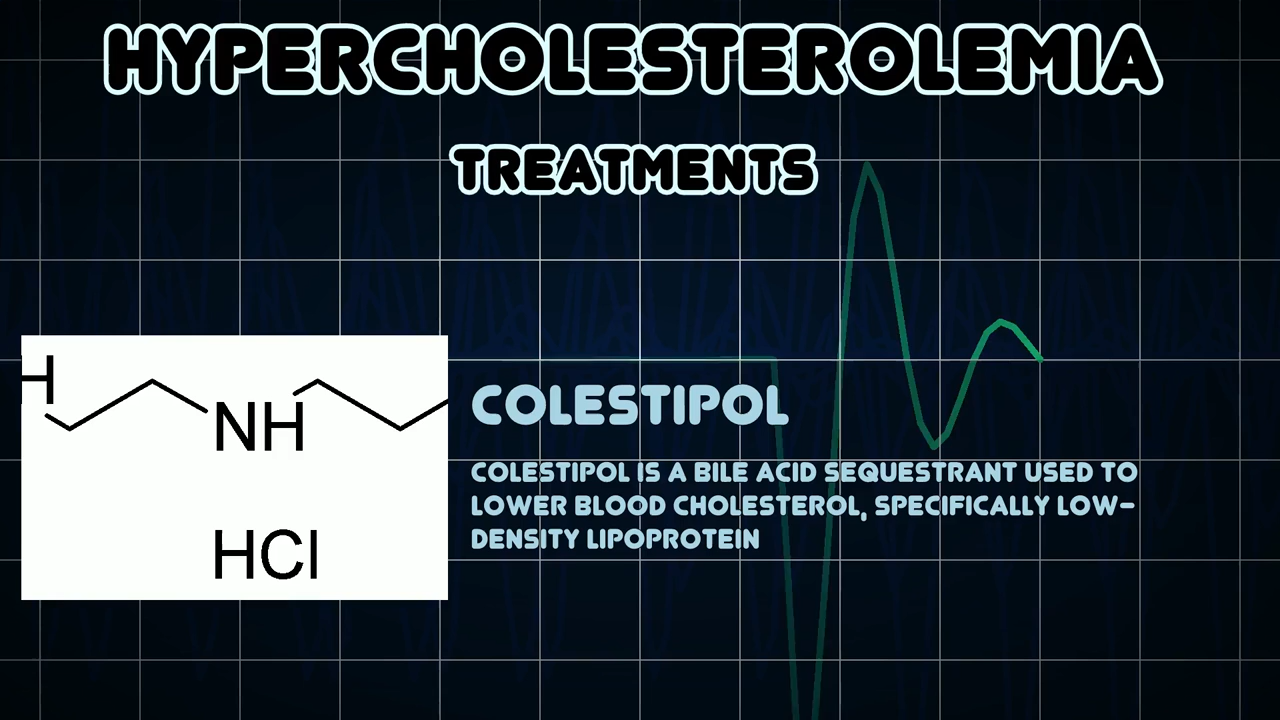 HYPERCHOLESTEROLEMIA
TREATMENTS
H
NH
HCl
COLESTIPOL
COLESTIPOL IS A BILE ACID SEQUESTRANT USED TO
LOWER BLOOD CHOLESTEROL, SPECIFICALLY LOW-
DENSITY LIPOPROTEIN